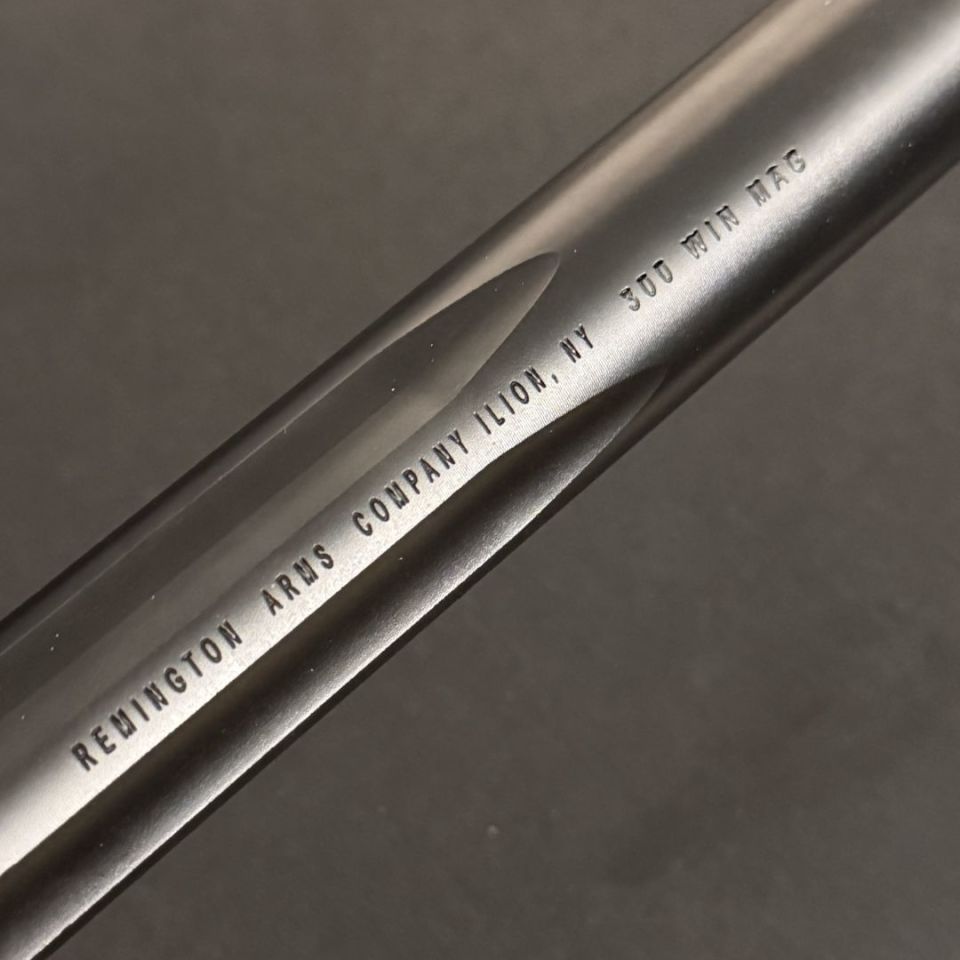 REMINGTON ARMS COMPANY ILION, NY 300 WIN MAG